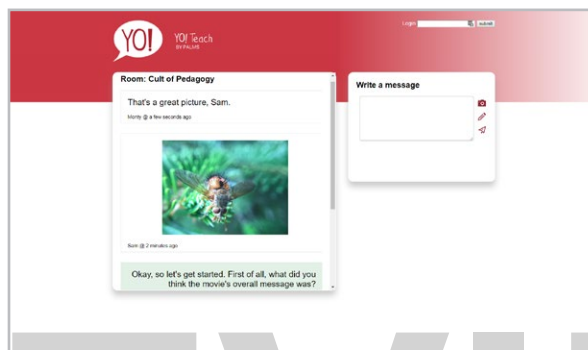 YO!
YO! Teach
BY PALMS
Login
submit
Room: Cult of Pedagogy
That's a great picture, Sam.
Monty @ a few seconds ago
Sam @ 2 minutes ago
Okay, so let's get started. First of all, what did you
think the movie's overall message was?
Write a message